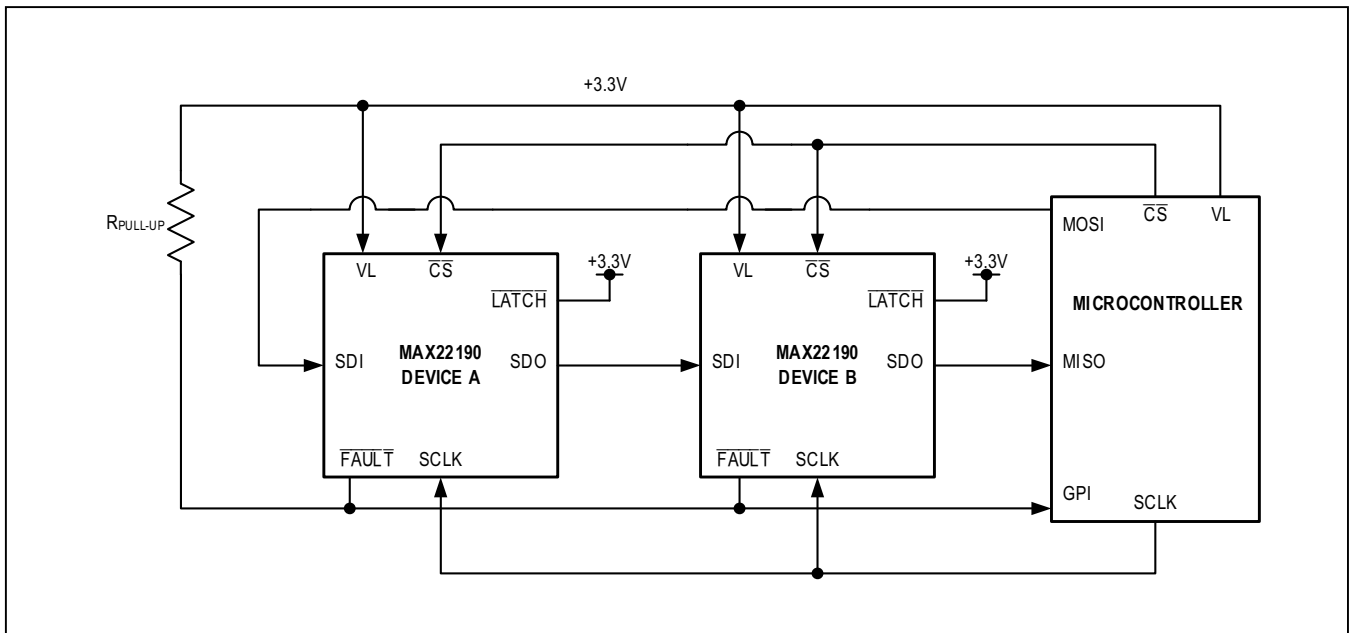 +3.3V
RPULL-UP
MOSI
CS
VL
VL
CS
VL
CS
+3.3V
+3.3V
LATCH
LATCH
MICROCONTROLLER
MAX22190
DEVICE A
MAX22190
DEVICE B
SDI
SDO
SDI
SDO
MISO
FAULT
SCLK
FAULT
SCLK
GPI
SCLK